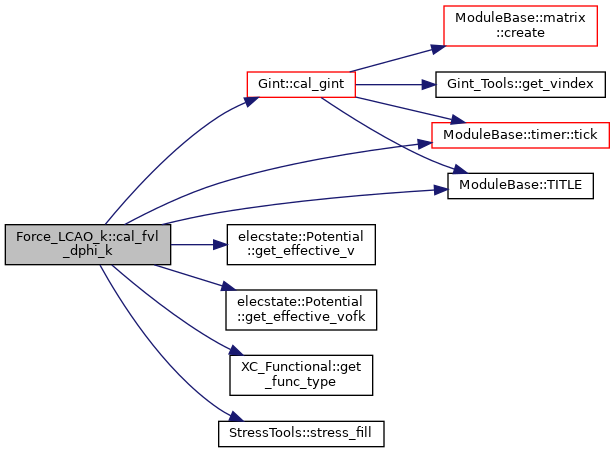 ModuleBase::matrix
::create
Gint::cal_gint
Gint_Tools::get_vindex
ModuleBase::timer::tick
ModuleBase::TITLE
Force_LCAO_k::cal_fvl
_dphi_k
elecstate::Potential
::get_effective_v
elecstate::Potential
::get_effective_vofk
XC_Functional::get
_func_type
StressTools::stress_fill